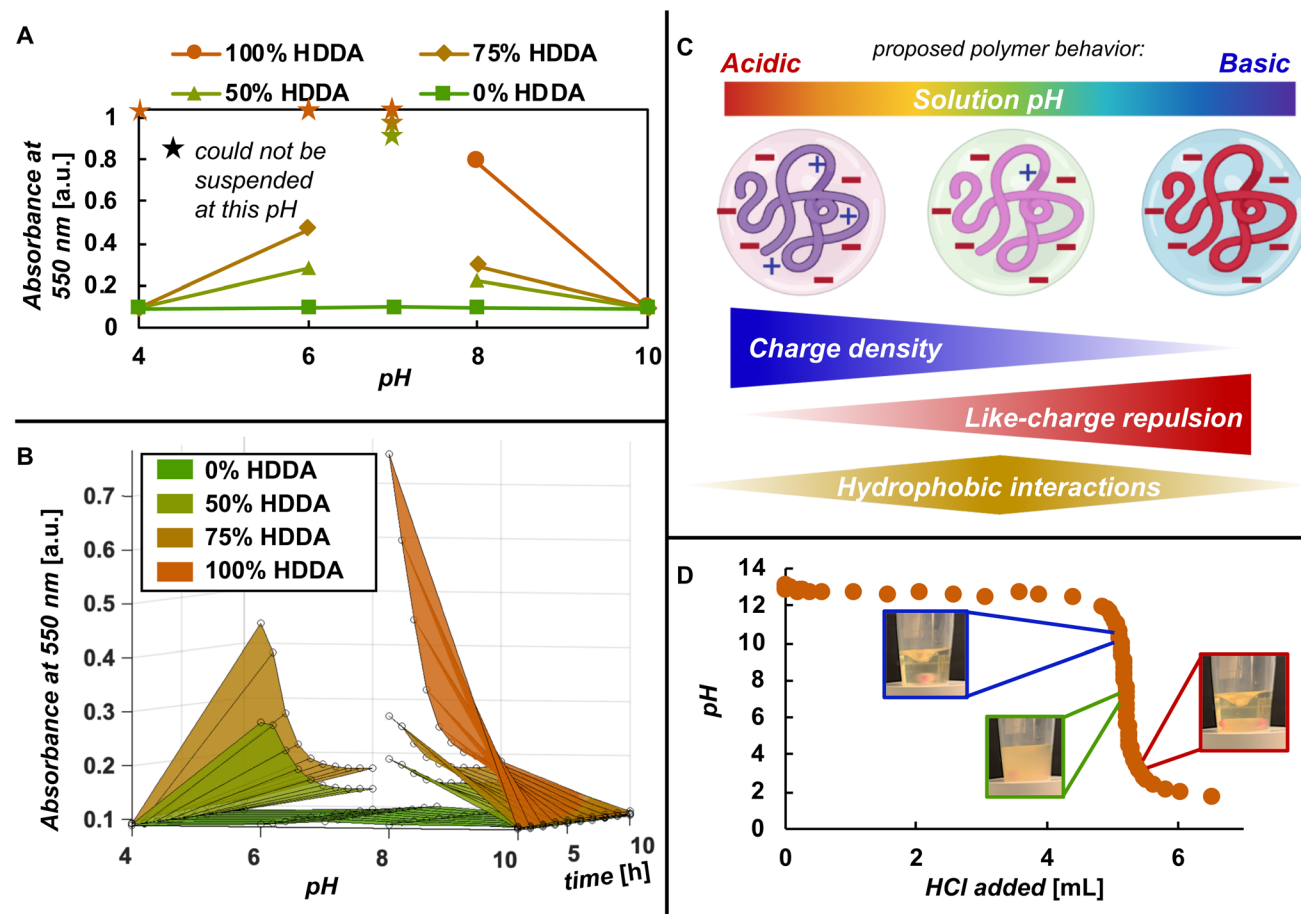 A
100% HDDA
75% HDDA
50% HDDA
0% HDDA
Absorbance at
550 nm [a.u.]
1
0.8
0.6
0.4
0.2
0
could not be
suspended
at this pH
4
6
7
8
10
pH
B
0% HDDA
50% HDDA
75% HDDA
100% HDDA
Absorbance at 550 nm [a.u.]
0.7
0.6
0.5
0.4
0.3
0.2
0.1
4
6
8
10
pH
5
10
time [h]
C
proposed polymer behavior:
Acidic
Basic
Solution pH
+
+
+
+
Charge density
Like-charge repulsion
Hydrophobic interactions
D
pH
14
12
10
8
6
4
2
0
0
2
4
6
HCl added [mL]